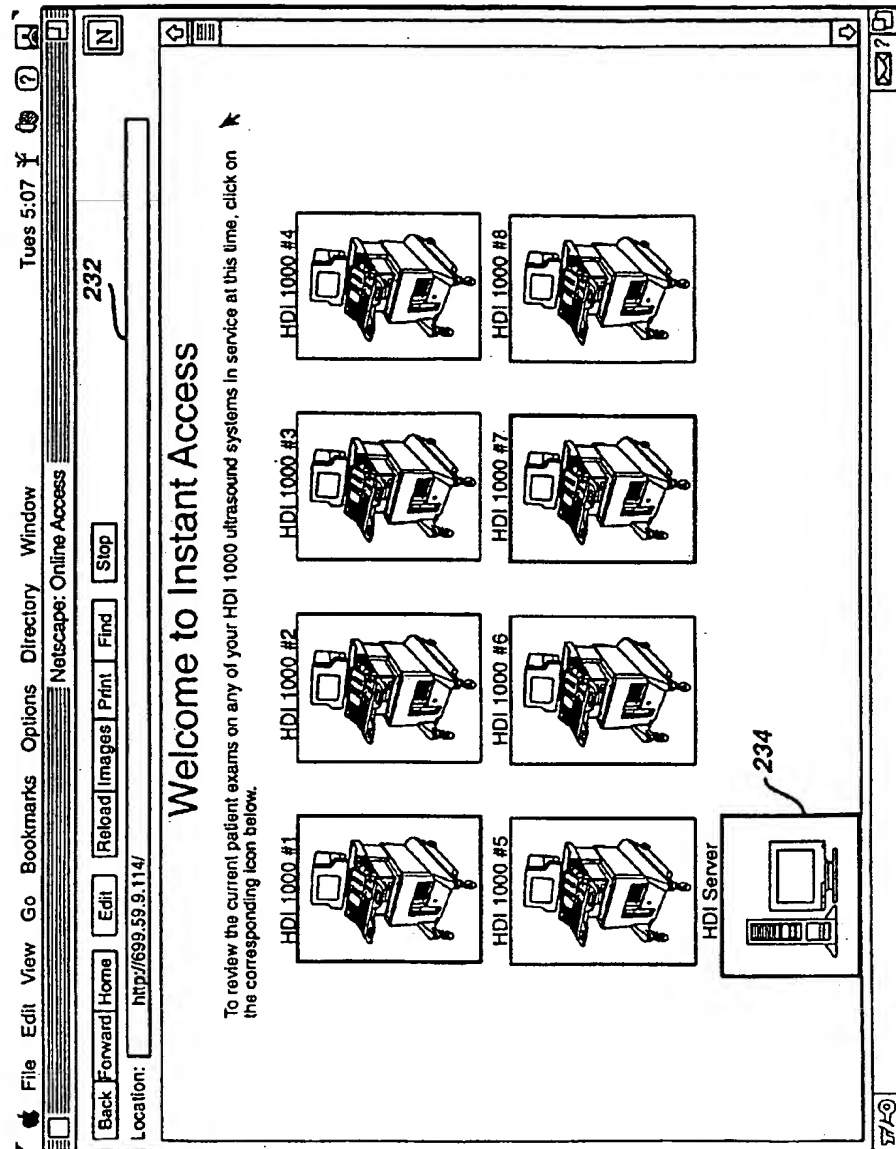 File Edit View Go Bookmarks Options Directory Window Tues 5:07 ?
Netscape: Online Access
Back Forward Home Edit Reload Images Print Find Stop
N
232
Location: http://699.59.9.114/
Welcome to Instant Access
To review the current patient exams on any of your HDI 1000 ultrasound systems in service at this time, click on
the corresponding icon below.
HDI 1000 #1 HDI 1000 #2 HDI 1000 #3 HDI 1000 #4
HDI 1000 #5 HDI 1000 #6 HDI 1000 #7 HDI 1000 #8
HDI Server
234
?